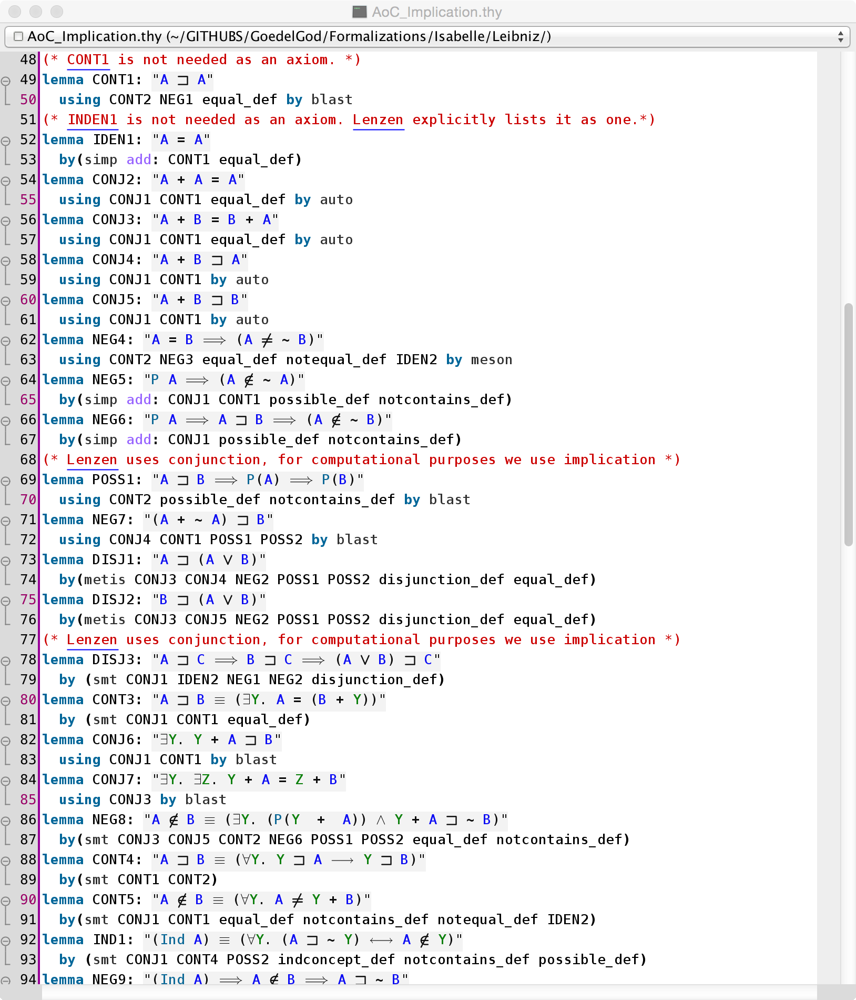 AoC_Implication.thy
AoC_Implication.thy (~/GITHUBS/GoedelGod/Formalizations/Isabelle/Leibniz/)
48 (* CONT1 is not needed as an axiom. *)
49 lemma CONT1: "A ⊐ A"
50 using CONT2 NEG1 equal_def by blast
51 (* INDEN1 is not needed as an axiom. Lenzen explicitly lists it as one.*)
52 lemma IDEN1: "A = A"
53 by(simp add: CONT1 equal_def)
54 lemma CONJ2: "A + A = A"
55 using CONJ1 CONT1 equal_def by auto
56 lemma CONJ3: "A + B = B + A"
57 using CONJ1 CONT1 equal_def by auto
58 lemma CONJ4: "A + B ⊐ A"
59 using CONJ1 CONT1 by auto
60 lemma CONJ5: "A + B ⊐ B"
61 using CONJ1 CONT1 by auto
62 lemma NEG4: "A = B ⟹ (A ≠ ~ B)"
63 using CONT2 NEG3 equal_def notequal_def IDEN2 by meson
64 lemma NEG5: "P A ⟹ (A ∉ ~ A)"
65 by(simp add: CONJ1 CONT1 possible_def notcontains_def)
66 lemma NEG6: "P A ⟹ A ⊐ B ⟹ (A ∉ ~ B)"
67 by(simp add: CONJ1 possible_def notcontains_def)
68 (* Lenzen uses conjunction, for computational purposes we use implication *)
69 lemma POSS1: "A ⊐ B ⟹ P(A) ⟹ P(B)"
70 using CONT2 possible_def notcontains_def by blast
71 lemma NEG7: "(A + ~ A) ⊐ B"
72 using CONJ4 CONT1 POSS1 POSS2 by blast
73 lemma DISJ1: "A ⊐ (A ∨ B)"
74 by(metis CONJ3 CONJ4 NEG2 POSS1 POSS2 disjunction_def equal_def)
75 lemma DISJ2: "B ⊐ (A ∨ B)"
76 by(metis CONJ3 CONJ5 NEG2 POSS1 POSS2 disjunction_def equal_def)
77 (* Lenzen uses conjunction, for computational purposes we use implication *)
78 lemma DISJ3: "A ⊐ C ⟹ B ⊐ C ⟹ (A ∨ B) ⊐ C"
79 by (smt CONJ1 IDEN2 NEG1 NEG2 disjunction_def)
80 lemma CONT3: "A ⊐ B ≡ (∃Y. A = (B + Y))"
81 by (smt CONJ1 CONT1 equal_def)
82 lemma CONJ6: "∃Y. Y + A ⊐ B"
83 using CONJ1 CONT1 by blast
84 lemma CONJ7: "∃Y. ∃Z. Y + A = Z + B"
85 using CONJ3 by blast
86 lemma NEG8: "A ∉ B ≡ (∃Y. (P(Y + A)) ∧ Y + A ⊐ ~ B)"
87 by(smt CONJ3 CONJ5 CONT2 NEG6 POSS1 POSS2 equal_def notcontains_def)
88 lemma CONT4: "A ⊐ B ≡ (∀Y. Y ⊐ A ⟶ Y ⊐ B)"
89 by(smt CONT1 CONT2)
90 lemma CONT5: "A ∉ B ≡ (∀Y. A ≠ Y + B)"
91 by(smt CONJ1 CONT1 equal_def notcontains_def notequal_def IDEN2)
92 lemma IND1: "(Ind A) ≡ (∀Y. (A ⊐ ~ Y) ⟷ A ∉ Y)"
93 by (smt CONJ1 CONT4 POSS2 indconcept_def notcontains_def possible_def)
94 lemma NEG9: "(Ind A) ⟹ A ∉ B ⟹ A ⊐ ~ B"